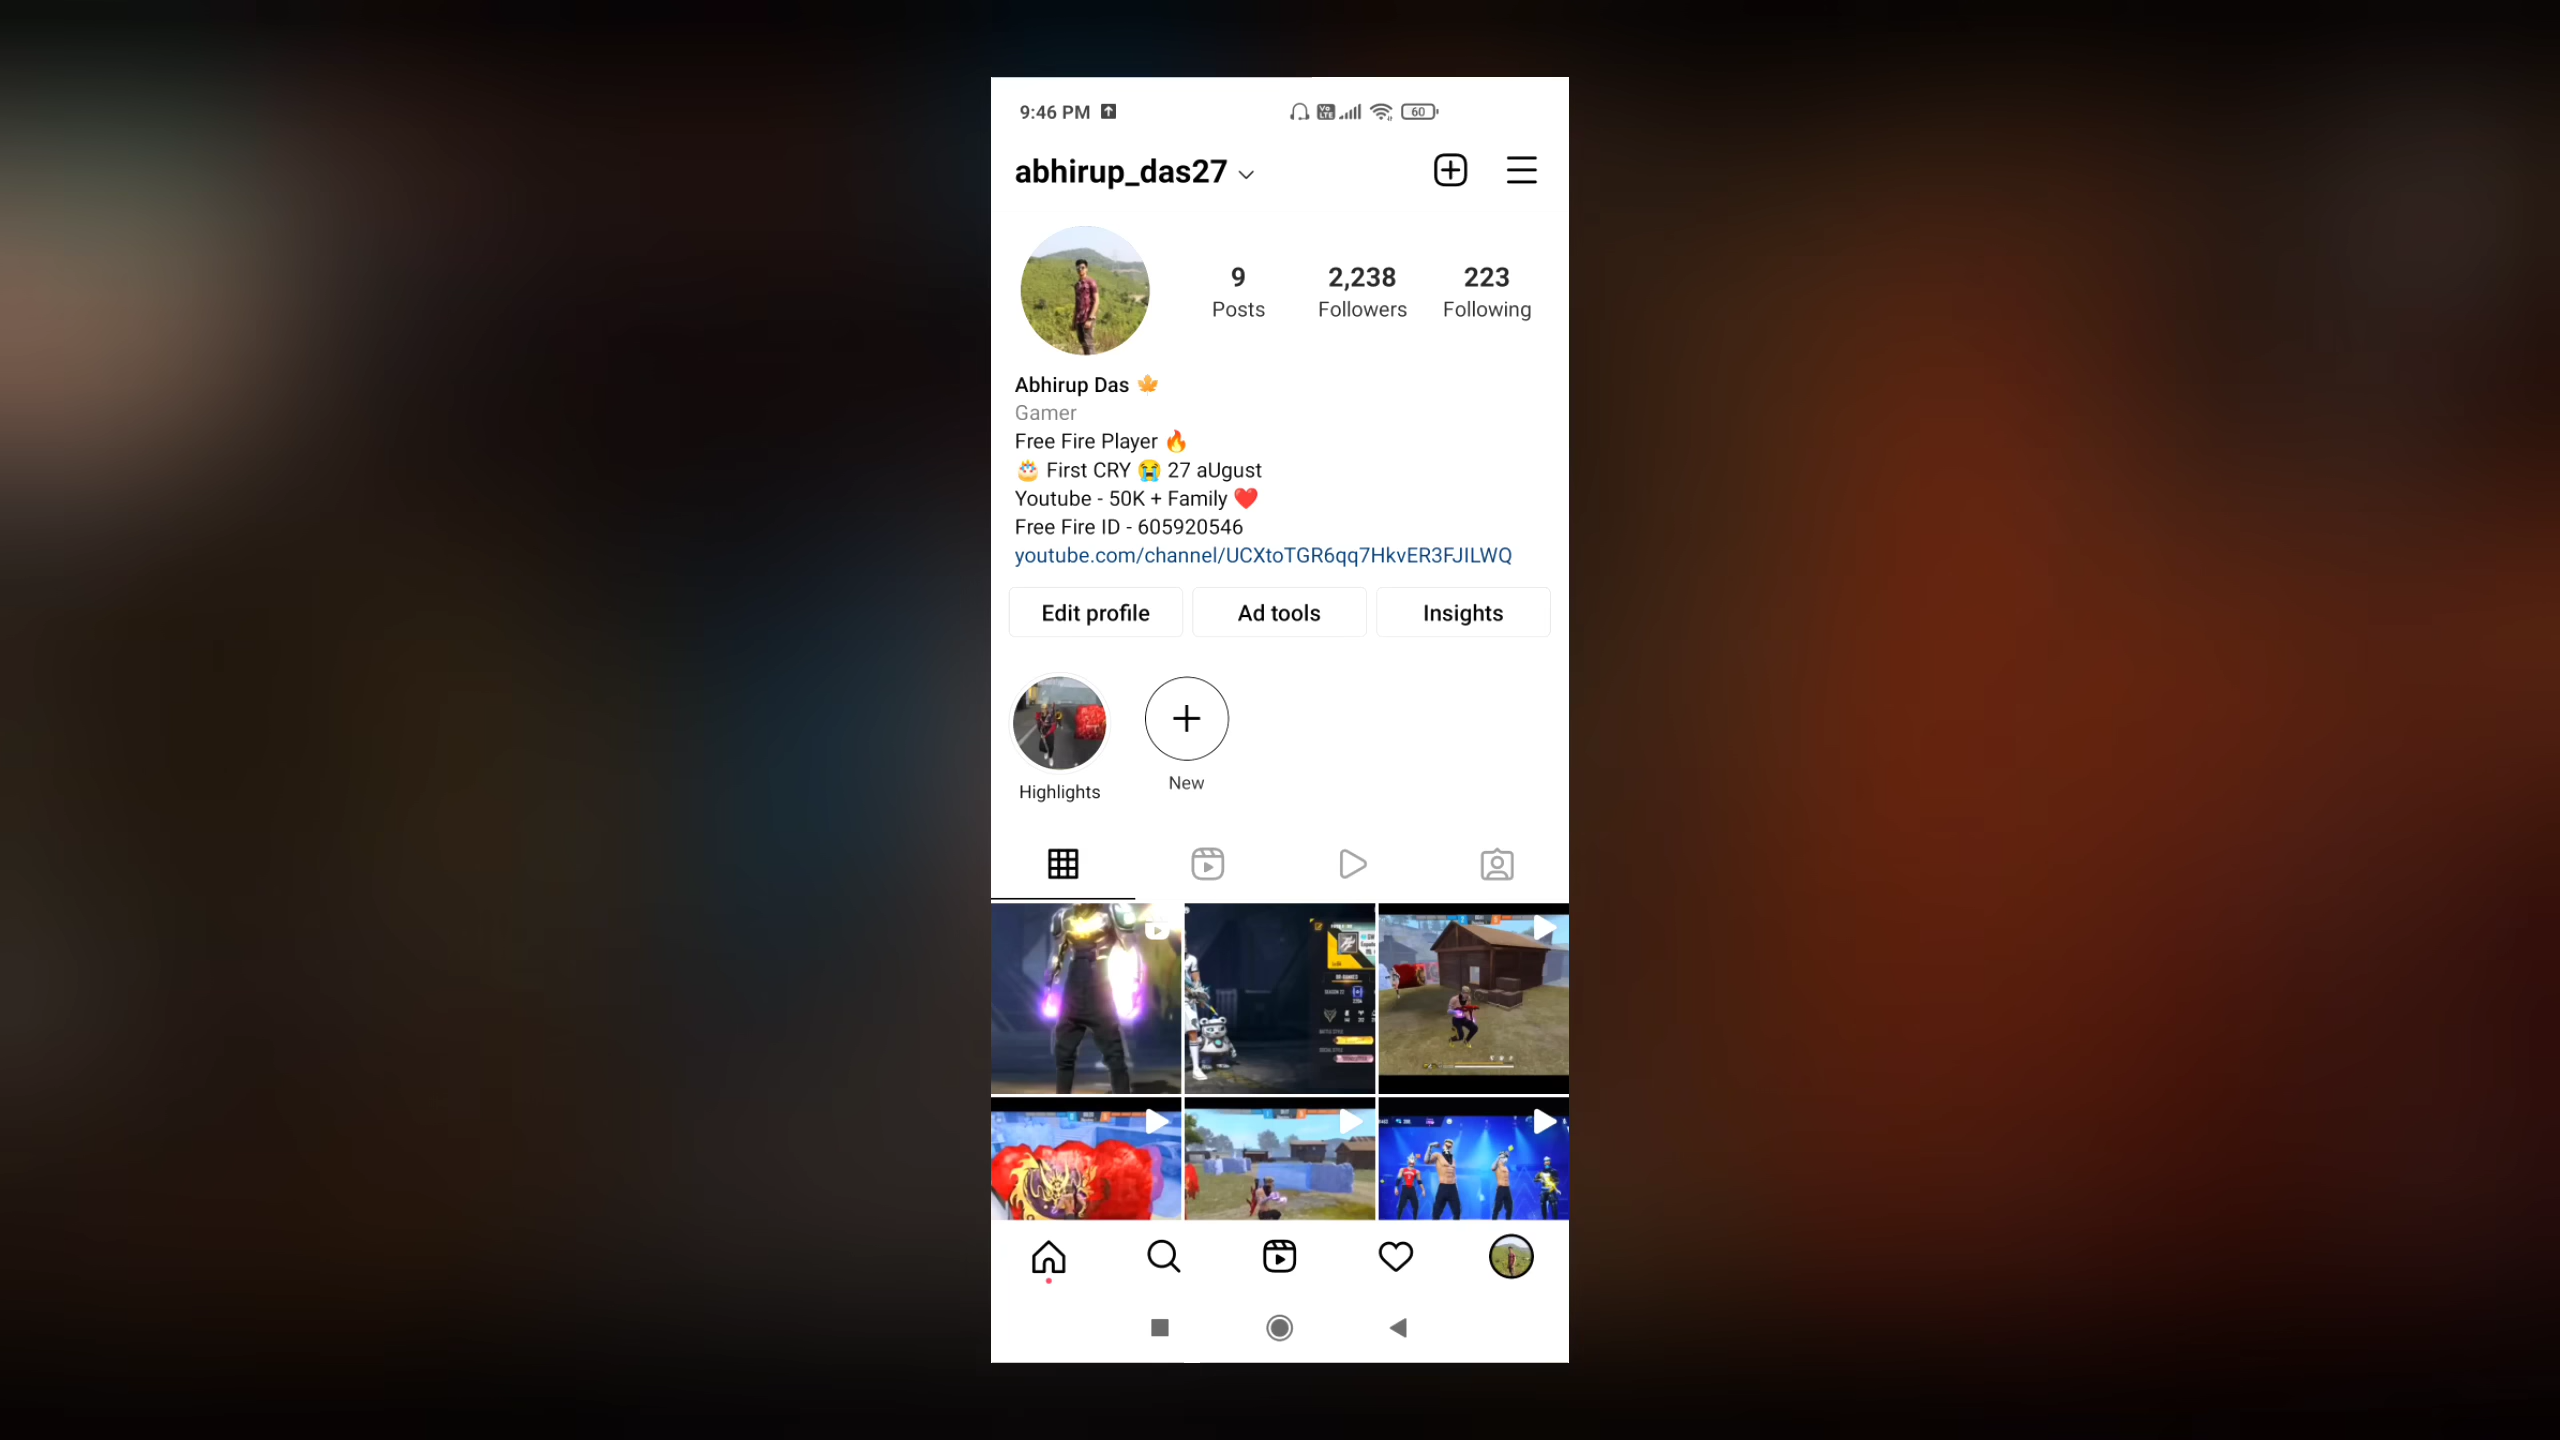 9:46 PM
60
abhirup_das27
9 2,238 223
Posts Followers Following
Abhirup Das 🍁
Gamer
Free Fire Player 🔥
🎂 First CRY 😭 27 aUgust
Youtube - 50K + Family ❤️
Free Fire ID - 605920546
youtube.com/channel/UCXtoTGR6qq7HkvER3FJILWQ
Edit profile Ad tools Insights
Highlights New